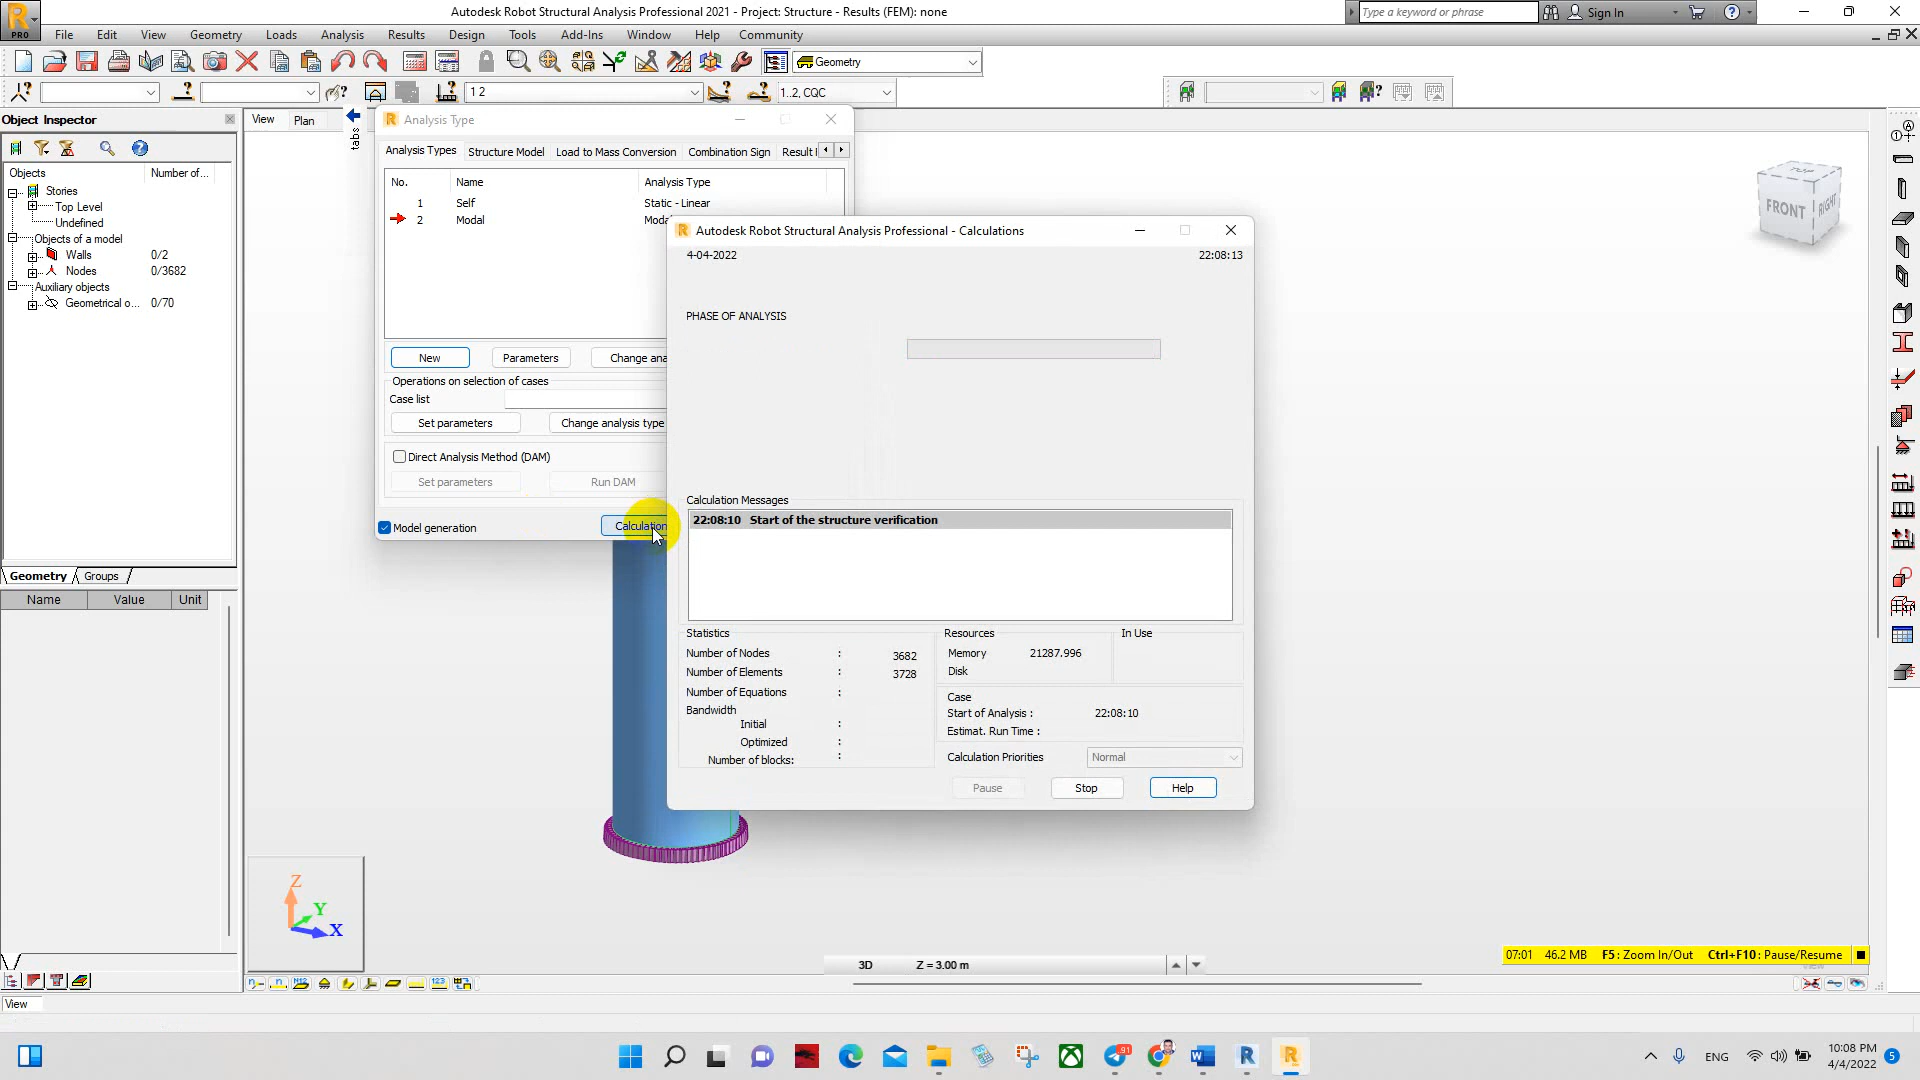 Autodesk Robot Structural Analysis Professional 2021 - Project: Structure - Results (FEM): none
Type a keyword or phrase
Sign In
PRO
File Edit View Geometry Loads Analysis Results Design Tools Add-Ins Window Help Community
Geometry
1 2
1..2, CQC
Object Inspector
View Plan
tabs
Objects Number of...
Stories
Top Level
Undefined
Objects of a model
Walls 0/2
Nodes 0/3682
Auxiliary objects
Geometrical o... 0/70
Geometry Groups
Name Value Unit
View
Analysis Type
Analysis Types Structure Model Load to Mass Conversion Combination Sign Result
No. Name Analysis Type
1 Self Static - Linear
2 Modal Moda
New Parameters Change ana
Operations on selection of cases
Case list
Set parameters Change analysis type
Direct Analysis Method (DAM)
Set parameters Run DAM
Model generation
Calculation
Autodesk Robot Structural Analysis Professional - Calculations
4-04-2022 22:08:13
PHASE OF ANALYSIS
Calculation Messages
22:08:10 Start of the structure verification
Statistics
Number of Nodes : 3682
Number of Elements : 3728
Number of Equations :
Bandwidth
Initial :
Optimized :
Number of blocks: :
Resources In Use
Memory 21287.996
Disk
Case
Start of Analysis : 22:08:10
Estimat. Run Time :
Calculation Priorities Normal
Pause Stop Help
TOP
FRONT RIGHT
Z
Y
X
3D Z = 3.00 m
07:01 46.2 MB F5: Zoom In/Out Ctrl+F10: Pause/Resume
91
ENG
10:08 PM
4/4/2022
5